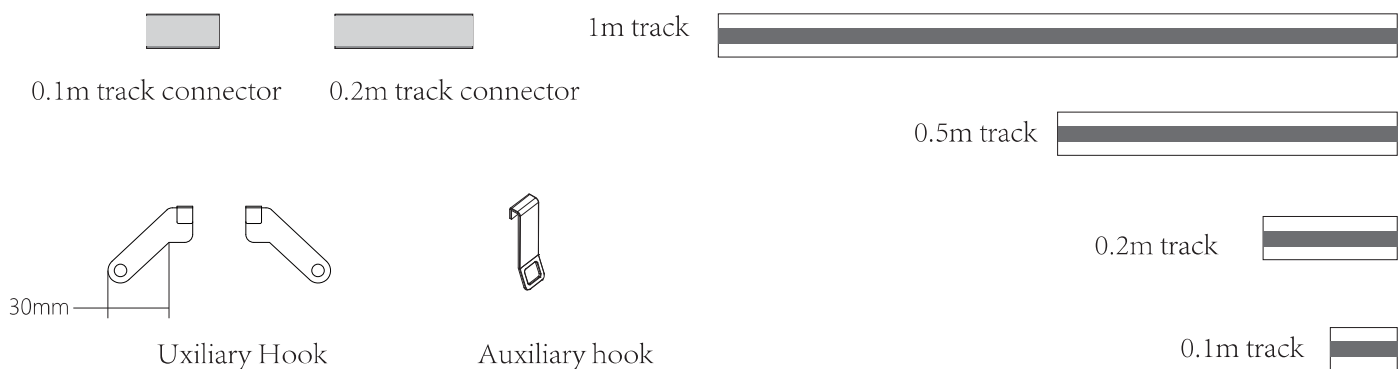 1m track
0.1m track connector
0.2m track connector
0.5m track
0.2m track
30mm
Uxiliary Hook
Auxiliary hook
0.1m track